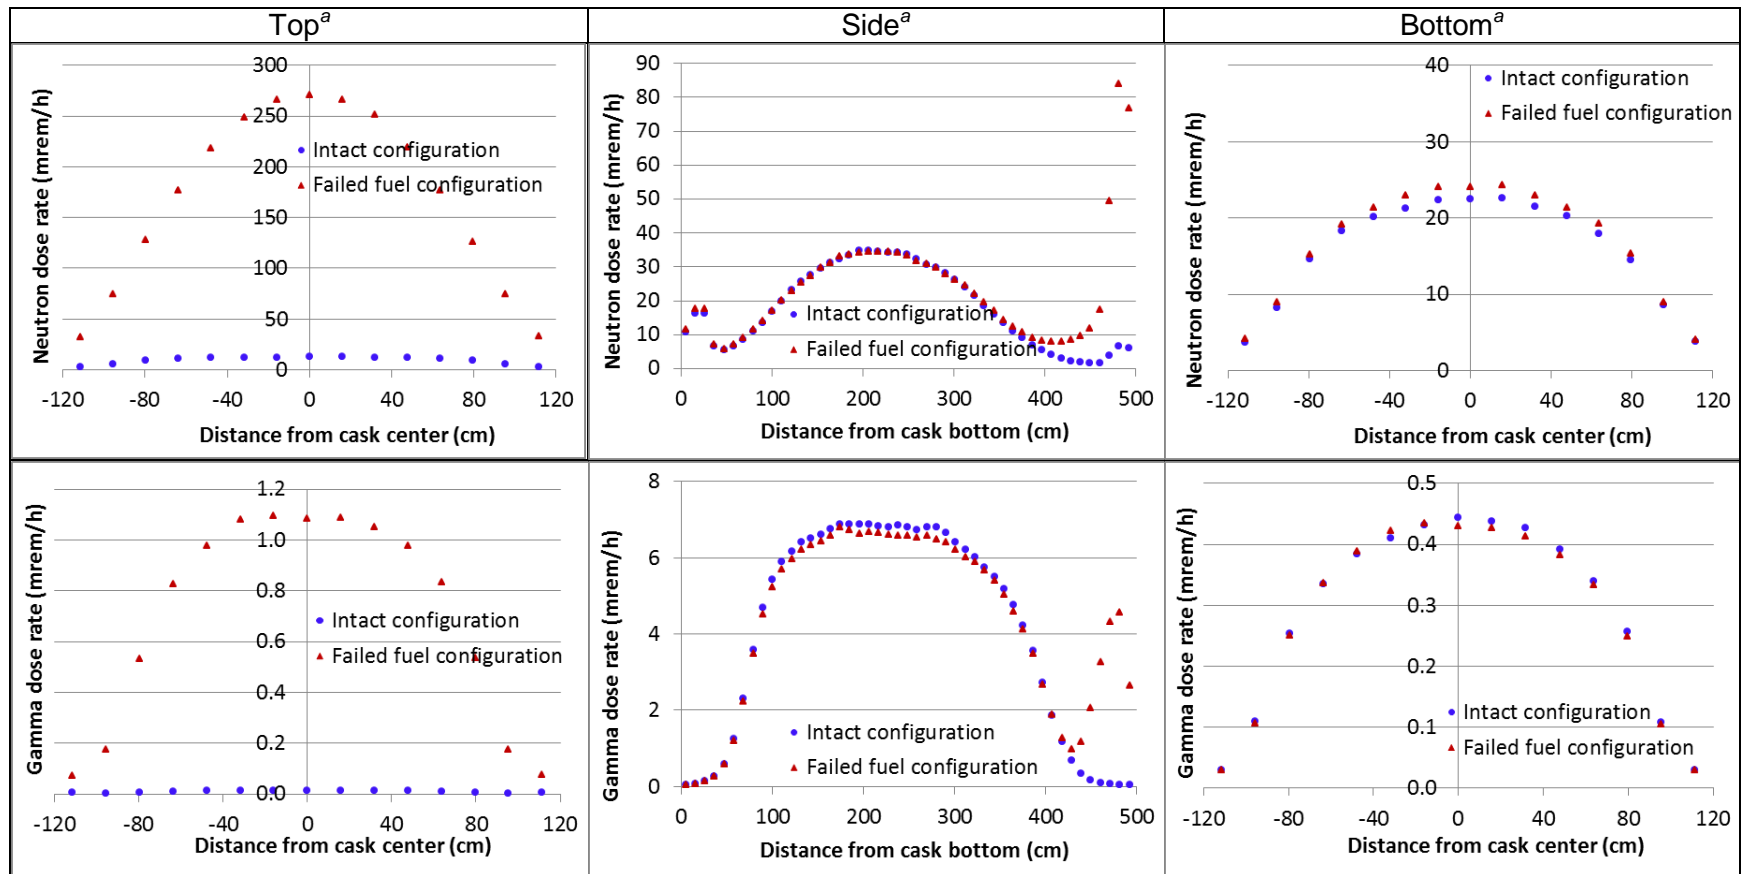 Topᵃ
Sideᵃ
Bottomᵃ
Neutron dose rate (mrem/h)
300
250
200
150
100
50
0
Intact configuration
Failed fuel configuration
-120 -80 -40 0 40 80 120
Distance from cask center (cm)
Neutron dose rate (mrem/h)
90
80
70
60
50
40
30
20
10
0
Intact configuration
Failed fuel configuration
0 100 200 300 400 500
Distance from cask bottom (cm)
Neutron dose rate (mrem/h)
40
30
20
10
0
Intact configuration
Failed fuel configuration
-120 -80 -40 0 40 80 120
Distance from cask center (cm)
Gamma dose rate (mrem/h)
1.2
1.0
0.8
0.6
0.4
0.2
0.0
Intact configuration
Failed fuel configuration
-120 -80 -40 0 40 80 120
Distance from cask center (cm)
Gamma dose rate (mrem/h)
8
6
4
2
0
Intact configuration
Failed fuel configuration
0 100 200 300 400 500
Distance from cask bottom (cm)
Gamma dose rate (mrem/h)
0.5
0.4
0.3
0.2
0.1
0.0
Intact configuration
Failed fuel configuration
-120 -80 -40 0 40 80 120
Distance from cask center (cm)